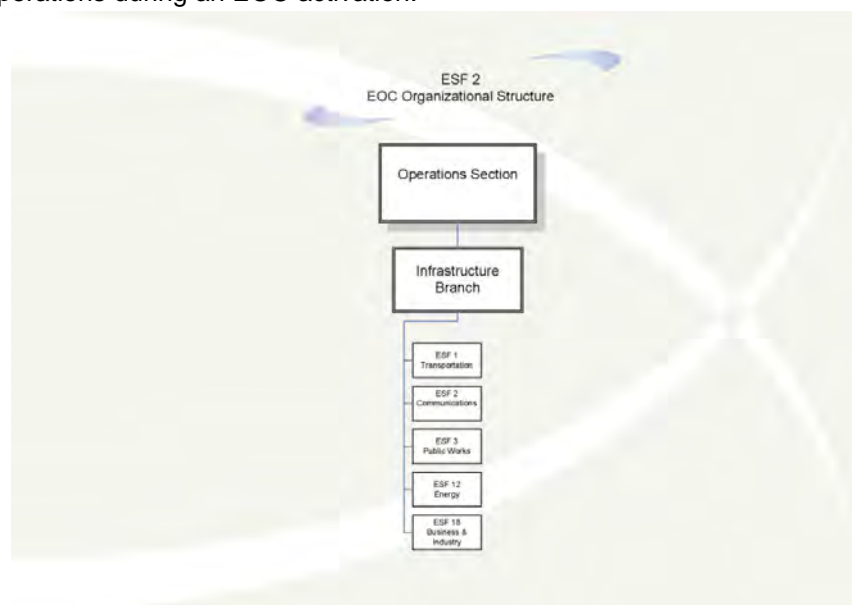 perations during an EOC activation.
ESF 2
EOC Organizational Structure
Operations Section
Infrastructure
Branch
ESF 1
Transportation
ESF 2
Communications
ESF 3
Public Works
ESF 12
Energy
ESF 18
Business &
Industry